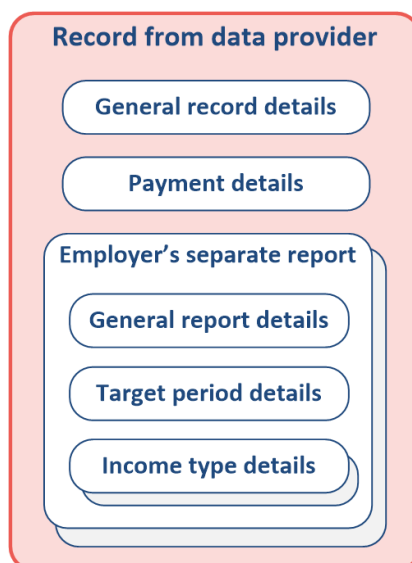 Record from data provider
General record details
Payment details
Employer’s separate report
General report details
Target period details
Income type details